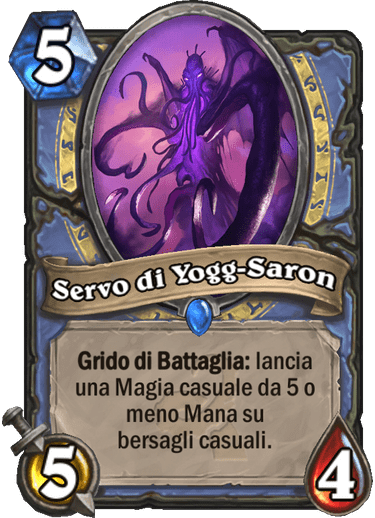 5
Servo di Yogg-Saron
Grido di Battaglia: lancia
una Magia casuale da 5 o
meno Mana su
bersagli casuali.
5
4